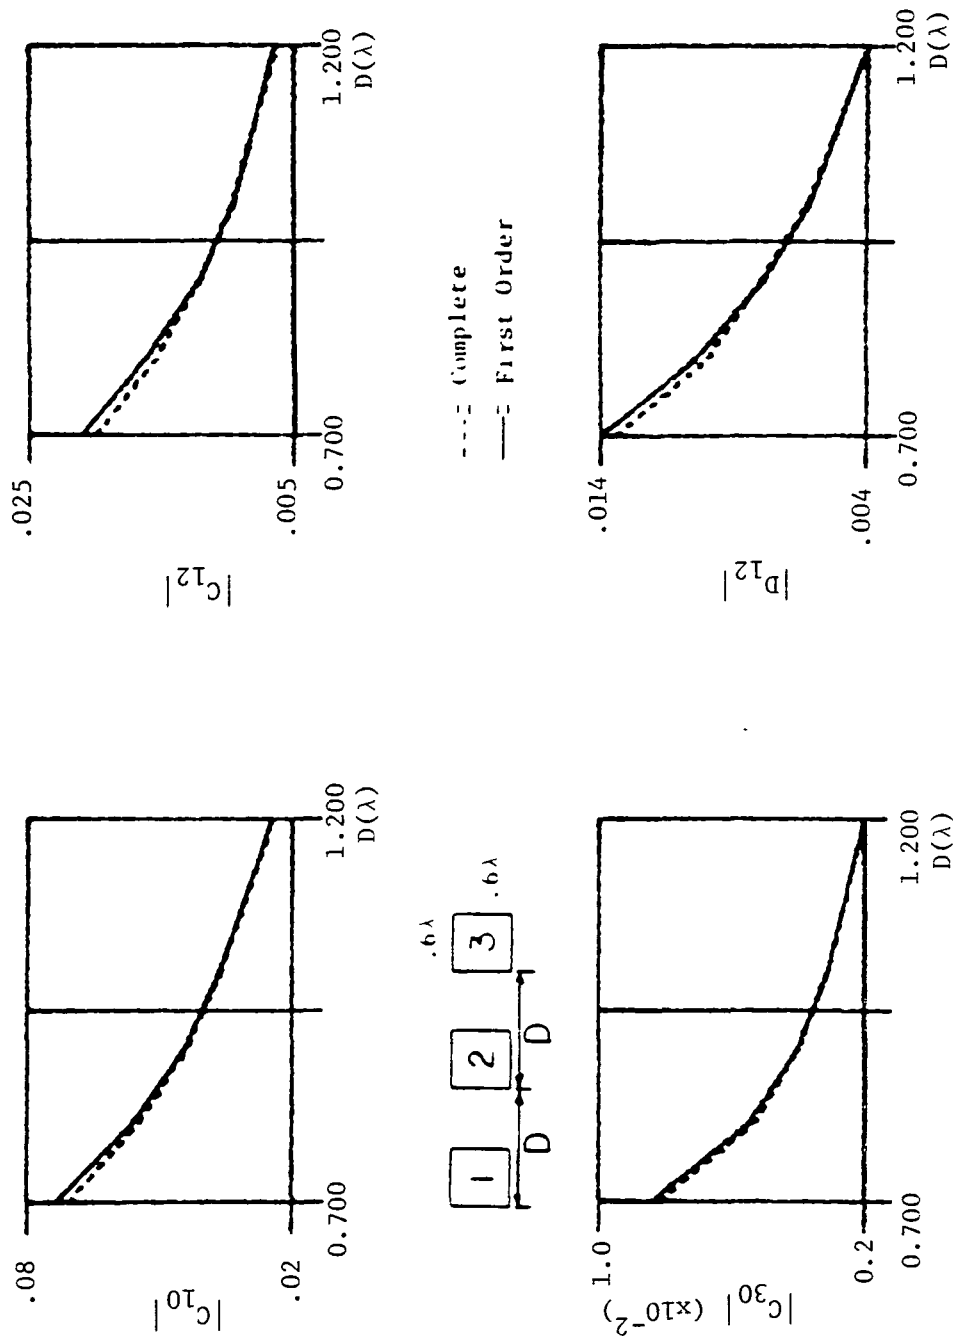 .08
|C10|
.02
0.700
1.200
D(λ)
.025
|C12|
.005
0.700
1.200
D(λ)
.6λ
1
2
3
.6λ
D
D
---= Complete
—= First Order
1.0
|C30|
(x10-2)
0.2
0.700
1.200
D(λ)
.014
|D12|
.004
0.700
1.200
D(λ)